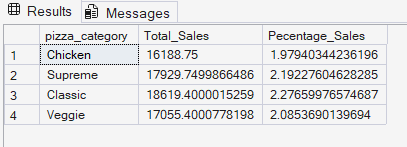 Results Messages
pizza_category Total_Sales Pecentage_Sales
1 Chicken 16188.75 1.97940344236196
2 Supreme 17929.7499866486 2.19227604628285
3 Classic 18619.4000015259 2.27659976574687
4 Veggie 17055.4000778198 2.0853690139694